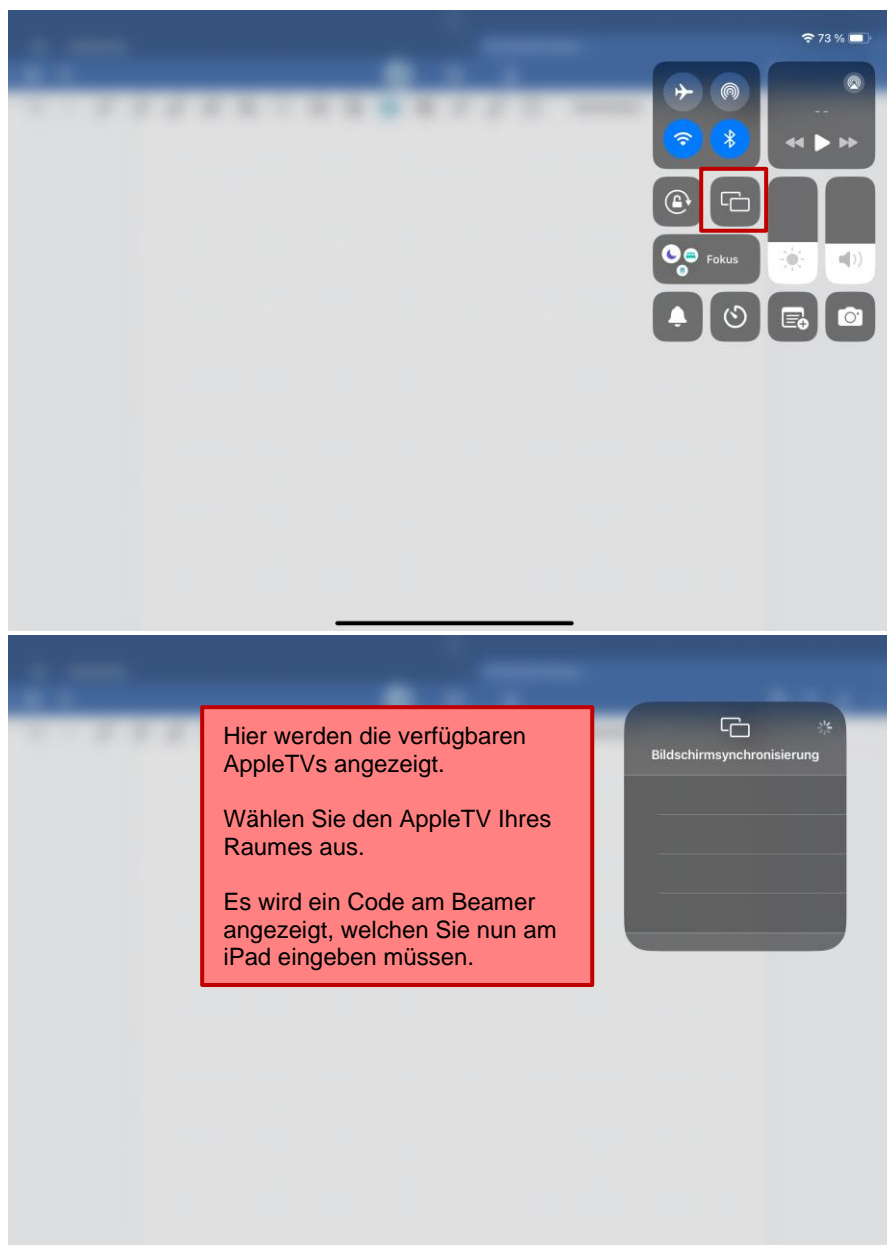 73 %
--
Fokus
Hier werden die verfügbaren
AppleTVs angezeigt.
Wählen Sie den AppleTV Ihres
Raumes aus.
Es wird ein Code am Beamer
angezeigt, welchen Sie nun am
iPad eingeben müssen.
Bildschirmsynchronisierung